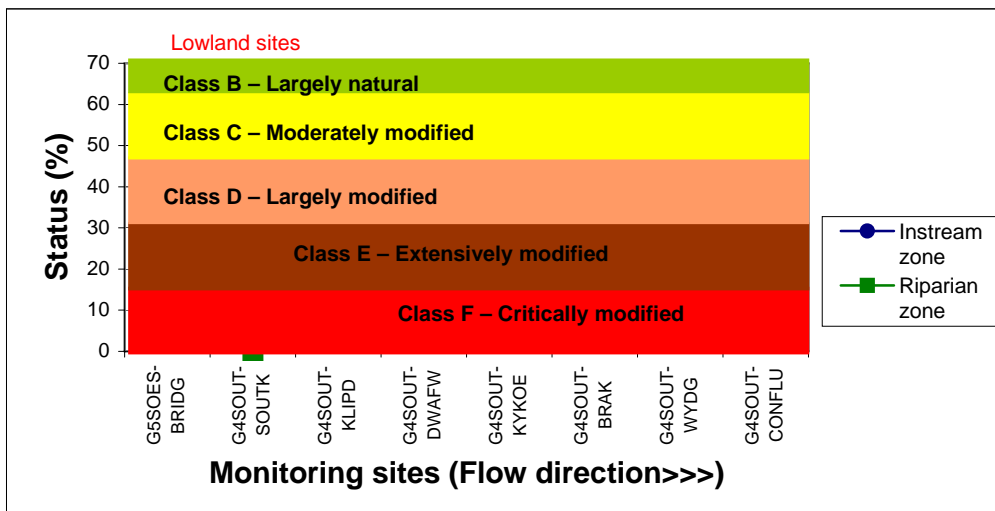 Lowland sites
Status (%)
70
60
50
40
30
20
10
0
Class B – Largely natural
Class C – Moderately modified
Class D – Largely modified
Class E – Extensively modified
Class F – Critically modified
G5SOES-
BRIDG
G4SOUT-
SOUTK
G4SOUT-
KLIPD
G4SOUT-
DWAFW
G4SOUT-
KYKOE
G4SOUT-
BRAK
G4SOUT-
WYDG
G4SOUT-
CONFLU
Monitoring sites (Flow direction>>>)
Instream
zone
Riparian
zone